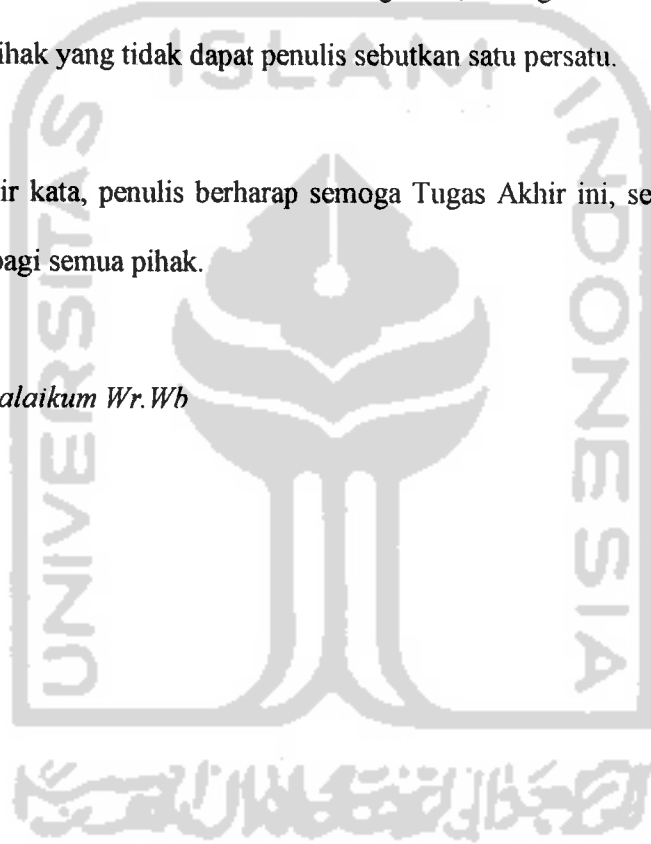 ihak yang tidak dapat penulis sebutkan satu persatu.
ir kata, penulis berharap semoga Tugas Akhir ini, se
bagi semua pihak.
alaikum Wr.Wb
ISLAM
UNIVERSITAS
INDONESIA